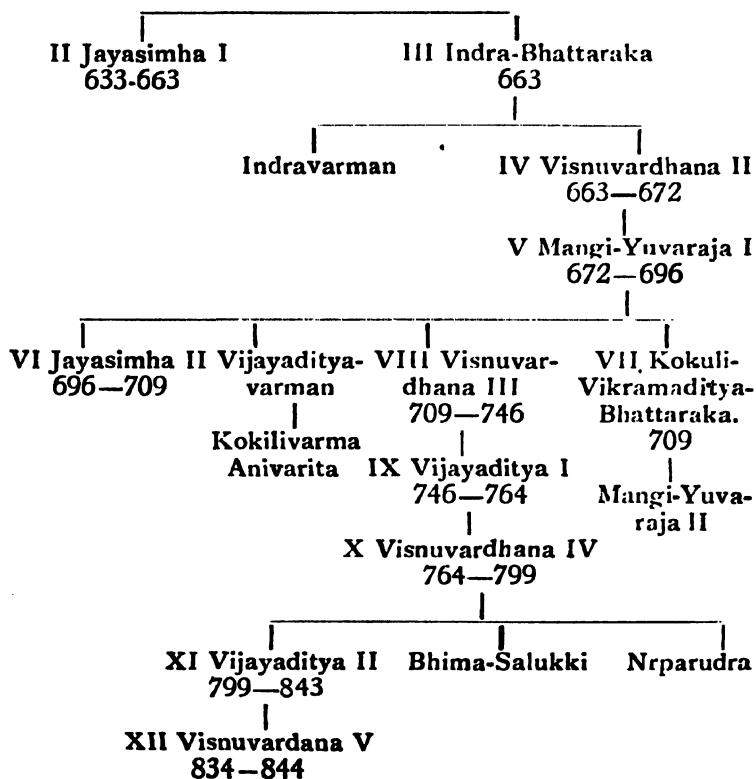 II Jayasimha I III Indra-Bhattaraka
633-663 663
Indravarman IV Visnuvardhana II
663—672
V Mangi-Yuvaraja I
672—696
VI Jayasimha II Vijayaditya- VIII Visnuvar- VII. Kokuli-
696—709 varman dhana III Vikramaditya-
709—746 Bhattaraka.
Kokilivarma 709
Anivarita IX Vijayaditya I
746—764 Mangi-Yuva-
raja II
X Visnuvardhana IV
764—799
XI Vijayaditya II Bhima-Salukki Nrparudra
799—843
XII Visnuvardana V
834—844